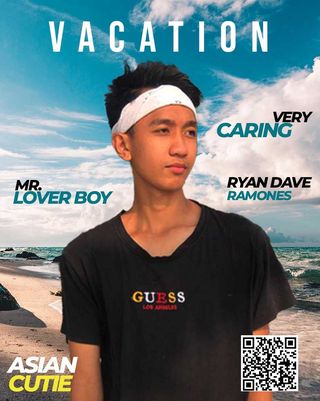 VACATION
VERY
CARING
MR.
LOVER BOY
RYAN DAVE
RAMONES
GUESS
LOS ANGELES
ASIAN
CUTIE